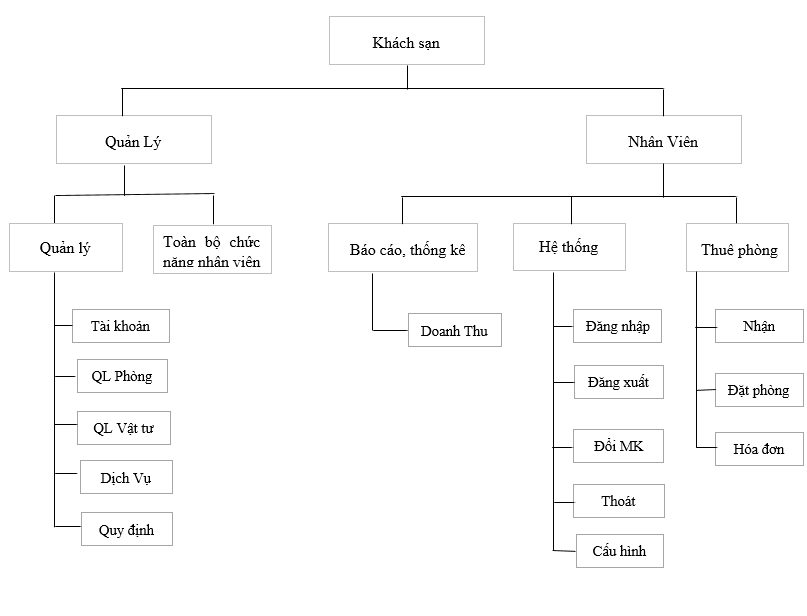 Khách sạn
Quản Lý
Nhân Viên
Quản lý
Toàn bộ chức
năng nhân viên
Báo cáo, thống kê
Hệ thống
Thuê phòng
Tài khoản
QL Phòng
QL Vật tư
Dịch Vụ
Quy định
Doanh Thu
Đăng nhập
Đăng xuất
Đổi MK
Thoát
Cấu hình
Nhận
Đặt phòng
Hóa đơn